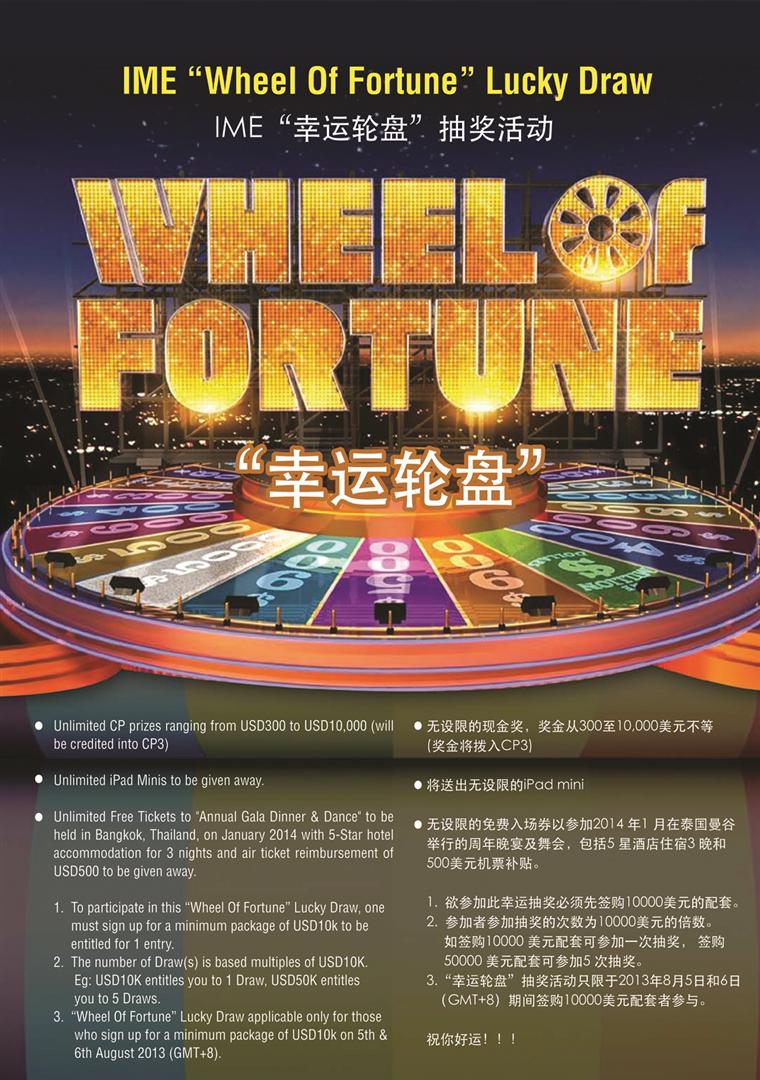 IME “Wheel Of Fortune” Lucky Draw
IME“幸运轮盘”抽奖活动
WHEEL OF
FORTUNE
“幸运轮盘”
● Unlimited CP prizes ranging from USD300 to USD10,000 (will
be credited into CP3)
● Unlimited iPad Minis to be given away.
● Unlimited Free Tickets to "Annual Gala Dinner & Dance" to be
held in Bangkok, Thailand, on January 2014 with 5-Star hotel
accommodation for 3 nights and air ticket reimbursement of
USD500 to be given away.
1. To participate in this “Wheel Of Fortune” Lucky Draw, one
must sign up for a minimum package of USD10k to be
entitled for 1 entry.
2. The number of Draw(s) is based multiples of USD10K.
Eg: USD10K entitles you to 1 Draw, USD50K entitles
you to 5 Draws.
3. “Wheel Of Fortune” Lucky Draw applicable only for those
who sign up for a minimum package of USD10k on 5th &
6th August 2013 (GMT+8).
● 无设限的现金奖，奖金从300至10,000美元不等
(奖金将拨入CP3)
● 将送出无设限的iPad mini
● 无设限的免费入场券以参加2014 年1 月在泰国曼谷
举行的周年晚宴及舞会，包括5 星酒店住宿3 晚和
500美元机票补贴。
1. 欲参加此幸运抽奖必须先签购10000美元的配套。
2. 参加者参加抽奖的次数为10000美元的倍数。
如签购10000 美元配套可参加一次抽奖， 签购
50000 美元配套可参加5 次抽奖。
3.“幸运轮盘”抽奖活动只限于2013年8月5日和6日
（GMT+8）期间签购10000美元配套者参与。
祝你好运！！！